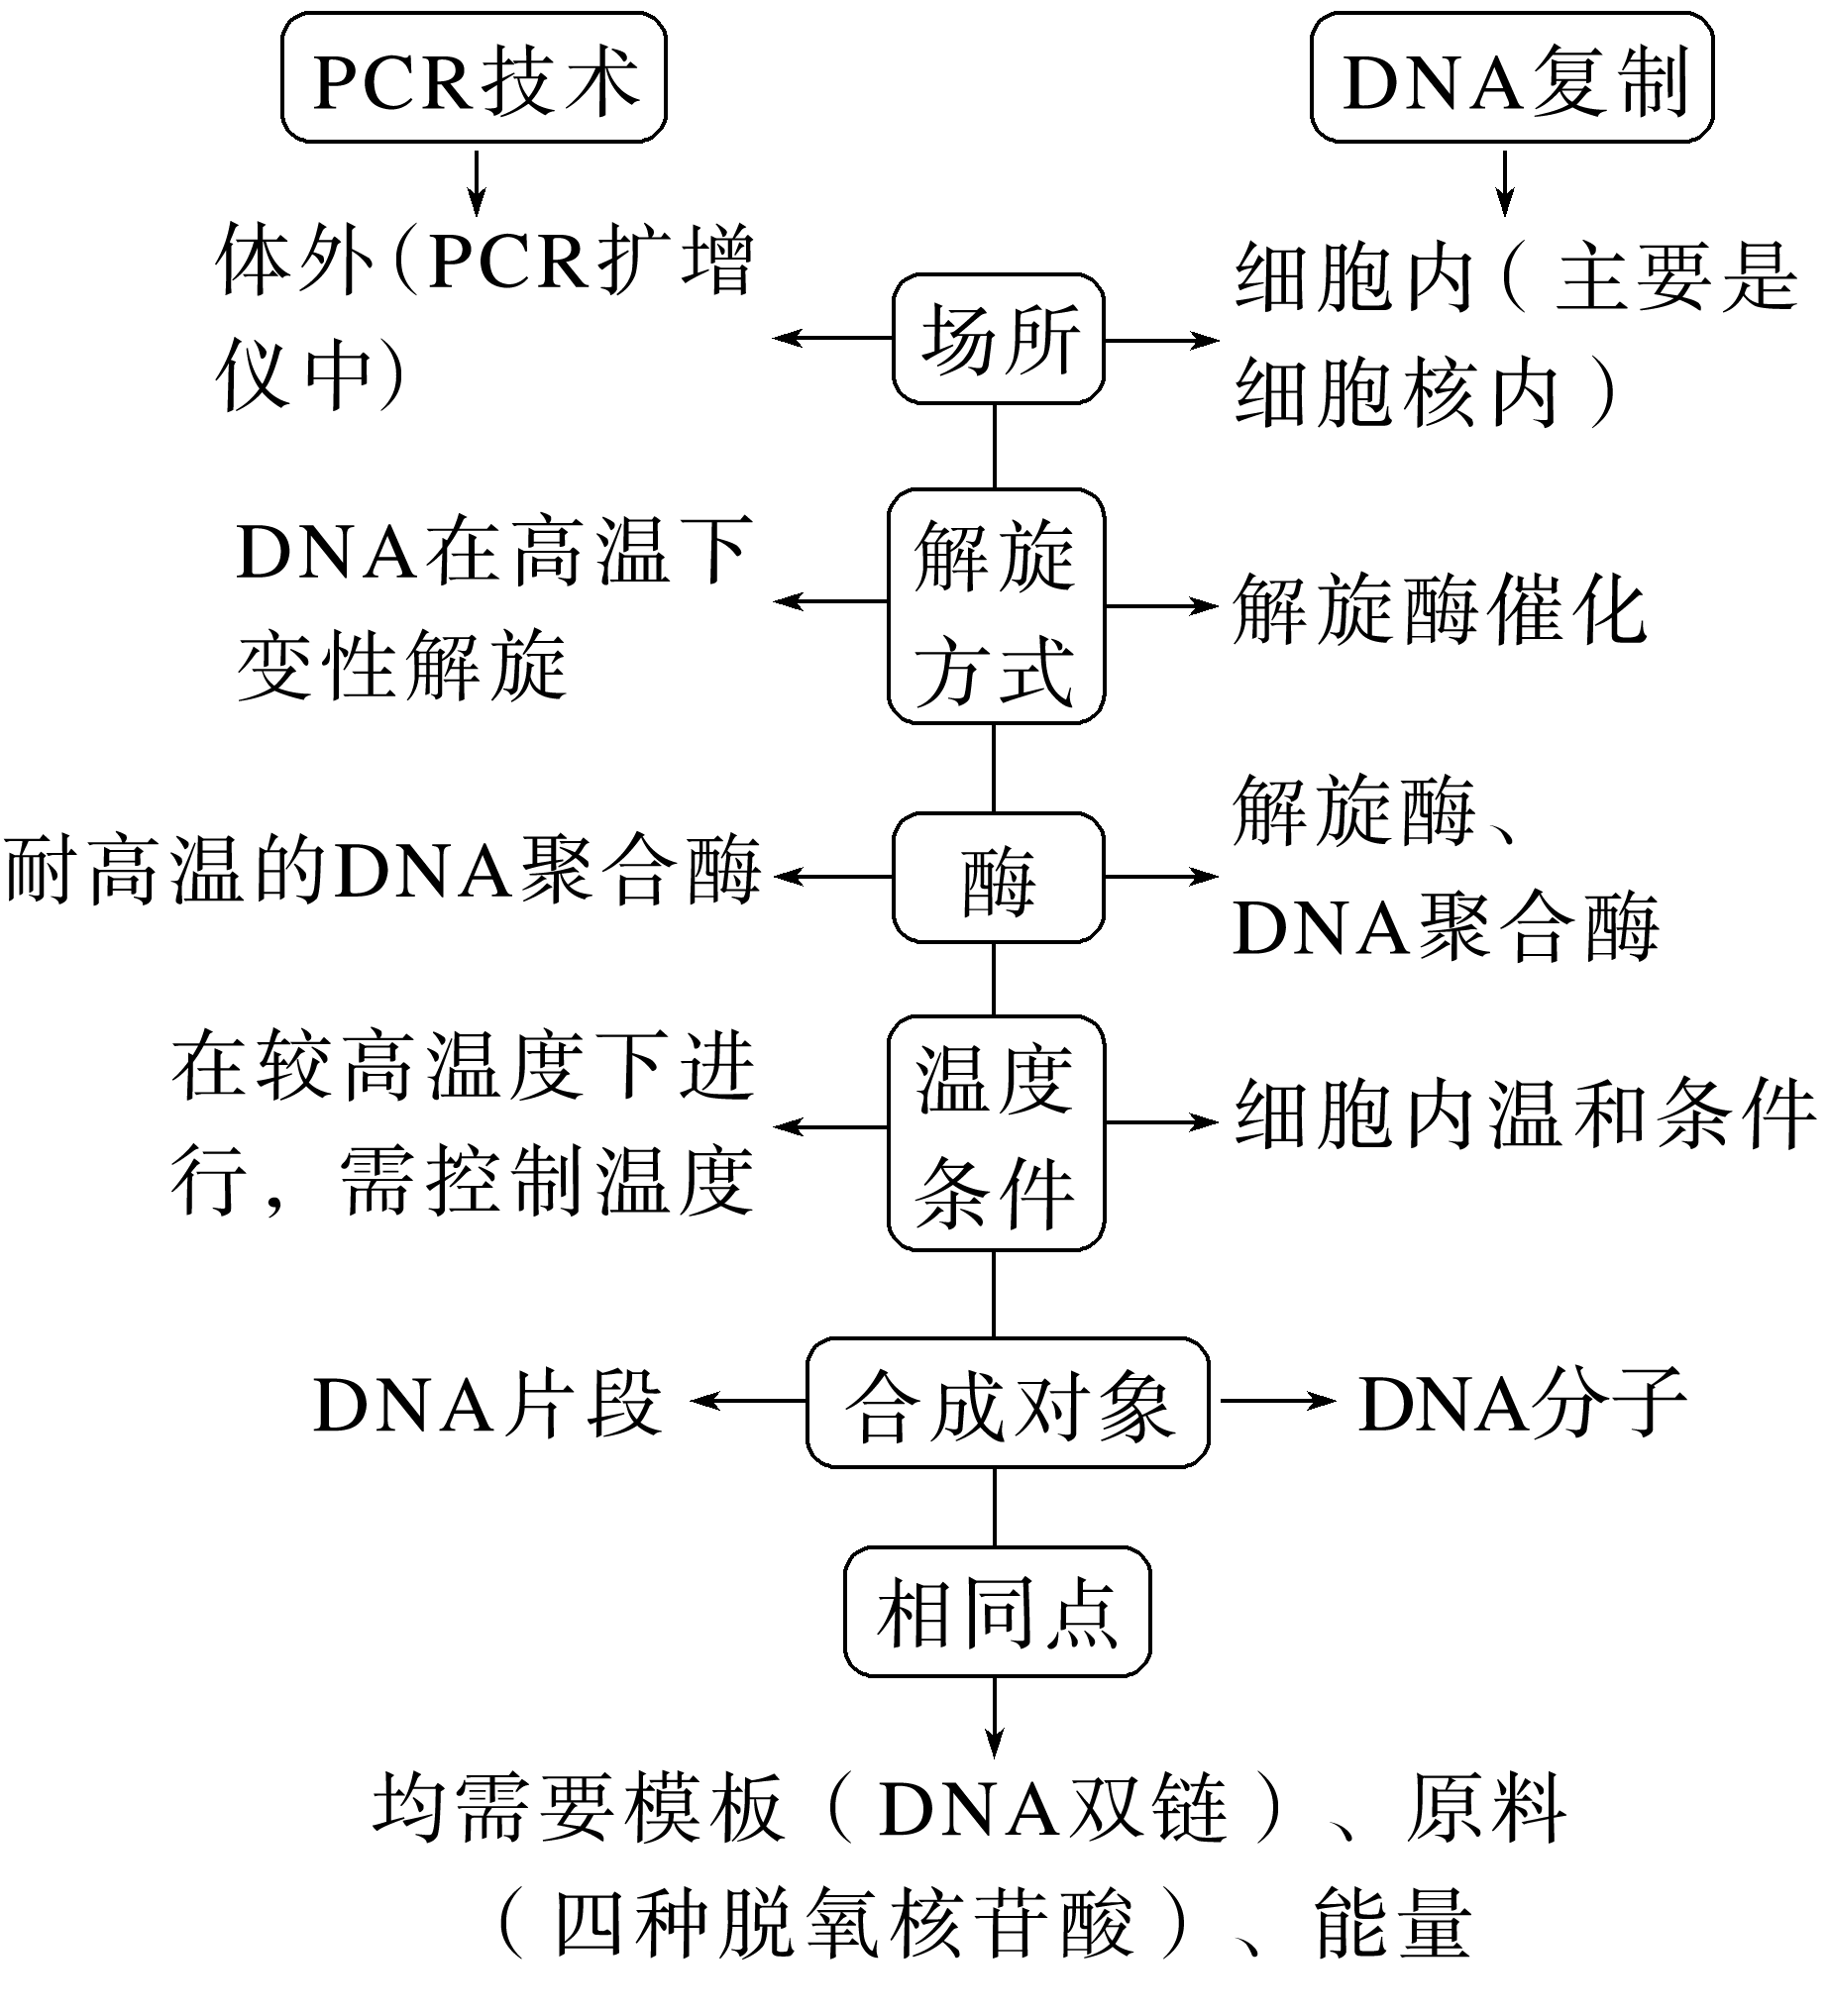 PCR技术
DNA复制
体外(PCR扩增
仪中)
场所
细胞内(主要是
细胞核内)
DNA在高温下
变性解旋
解旋
方式
解旋酶催化
耐高温的DNA聚合酶
酶
解旋酶、
DNA聚合酶
在较高温度下进
行，需控制温度
温度
条件
细胞内温和条件
DNA片段
合成对象
DNA分子
相同点
均需要模板(DNA双链)、原料
(四种脱氧核苷酸)、能量